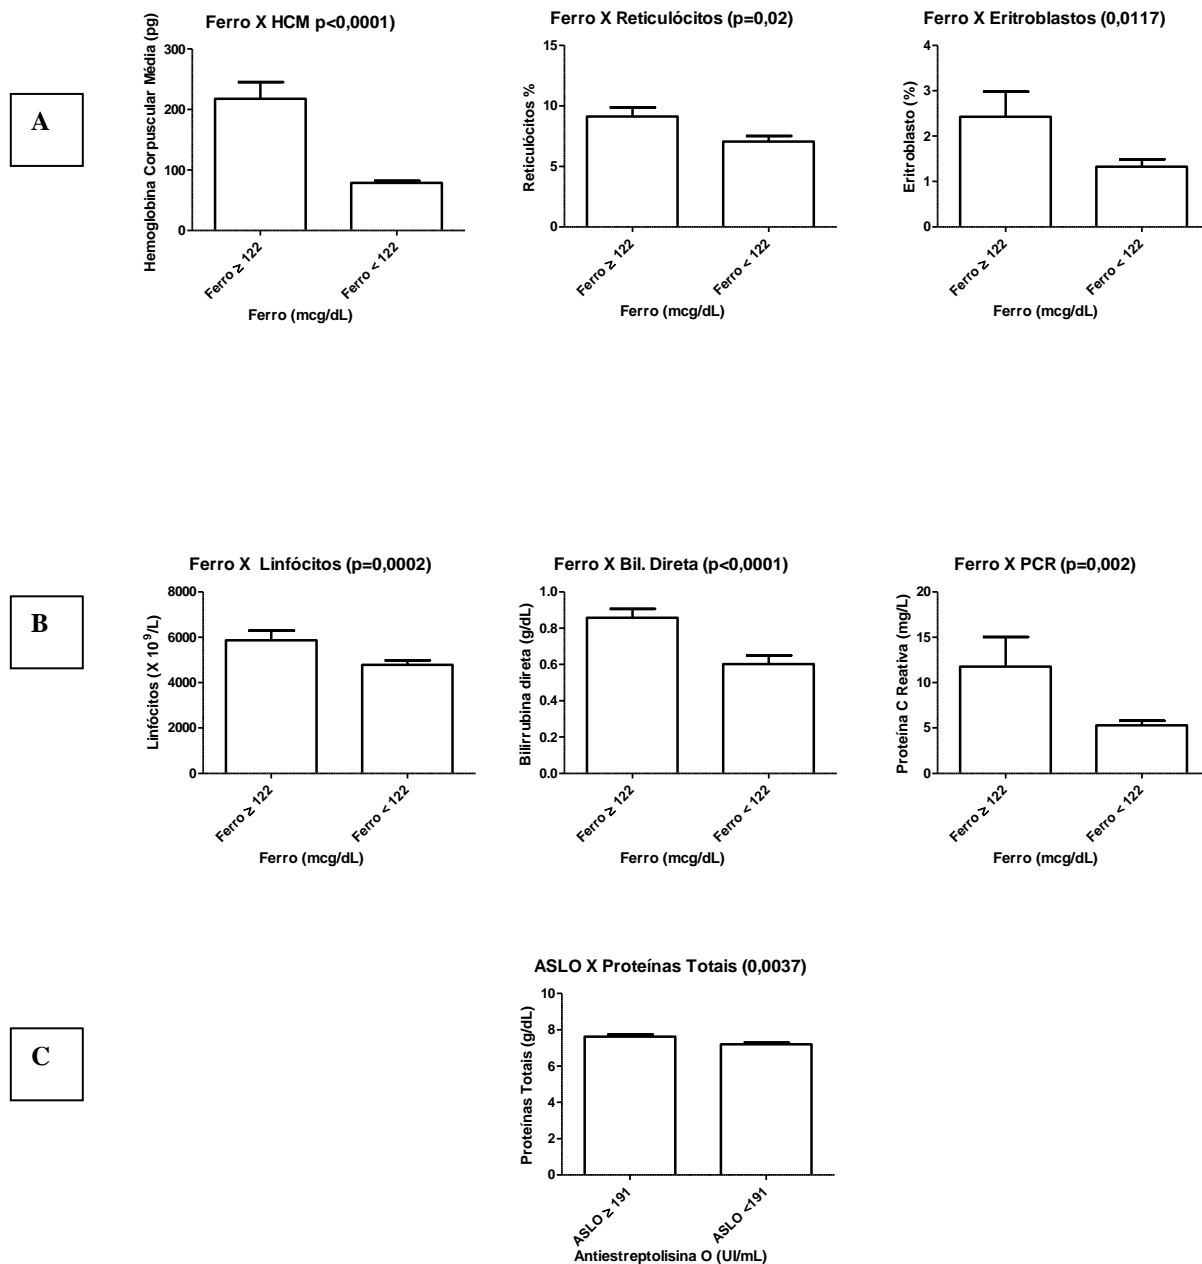 A
Ferro X HCM p<0,0001)
Hemoglobina Corpuscular Média (pg)
300
200
100
0
Ferro ≥ 122
Ferro < 122
Ferro (mcg/dL)
Ferro X Reticulócitos (p=0,02)
Reticulócitos %
15
10
5
0
Ferro ≥ 122
Ferro < 122
Ferro (mcg/dL)
Ferro X Eritroblastos (0,0117)
Eritroblasto (%)
4
3
2
1
0
Ferro ≥ 122
Ferro < 122
Ferro (mcg/dL)
B
Ferro X Linfócitos (p=0,0002)
Linfócitos (X 10⁹/L)
8000
6000
4000
2000
0
Ferro ≥ 122
Ferro < 122
Ferro (mcg/dL)
Ferro X Bil. Direta (p<0,0001)
Bilirrubina direta (g/dL)
1.0
0.8
0.6
0.4
0.2
0.0
Ferro ≥ 122
Ferro < 122
Ferro (mcg/dL)
Ferro X PCR (p=0,002)
Proteína C Reativa (mg/L)
20
15
10
5
0
Ferro ≥ 122
Ferro < 122
Ferro (mcg/dL)
C
ASLO X Proteínas Totais (0,0037)
Proteínas Totais (g/dL)
10
8
6
4
2
0
ASLO ≥ 191
ASLO <191
Antiestreptolisina O (UI/mL)